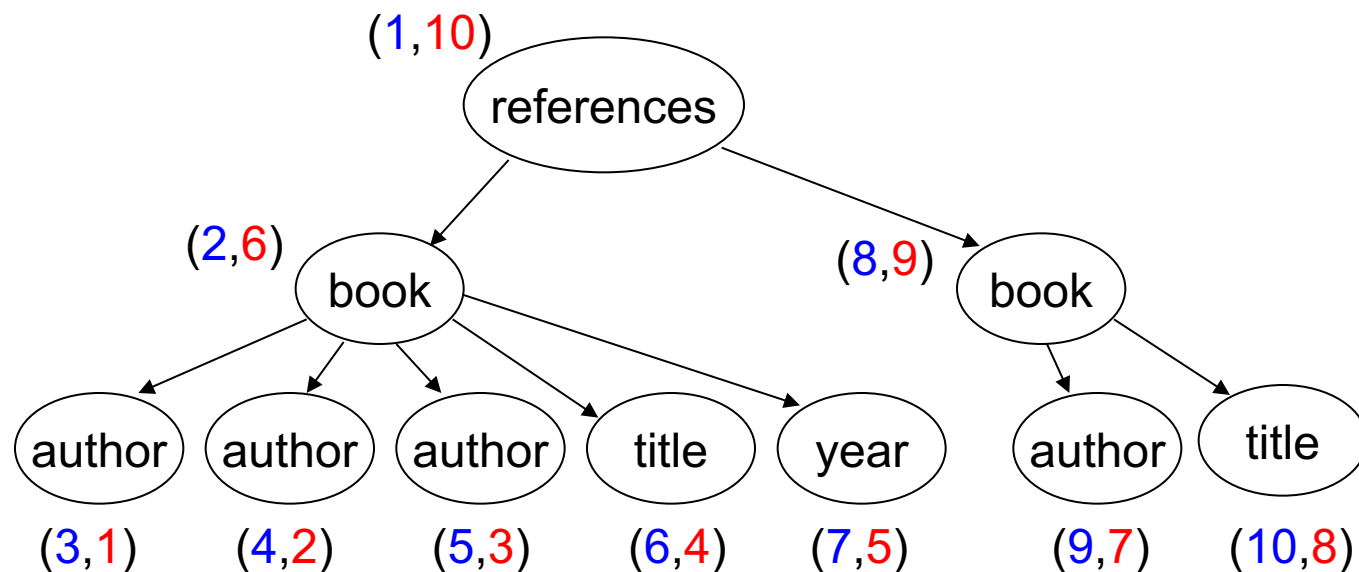 (1,10)
references
(2,6)
(8,9)
book
book
author
author
author
title
year
author
title
(3,1)
(4,2)
(5,3)
(6,4)
(7,5)
(9,7)
(10,8)